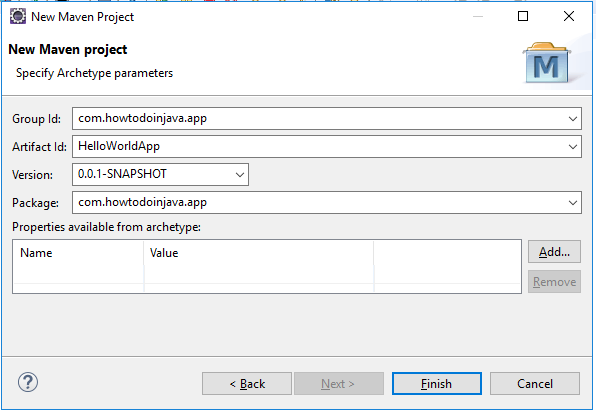 New Maven Project
New Maven project
Specify Archetype parameters
M
Group Id: com.howtodoinjava.app
Artifact Id: HelloWorldApp
Version: 0.0.1-SNAPSHOT
Package: com.howtodoinjava.app
Properties available from archetype:
Name Value
Add...
Remove
? < Back Next > Finish Cancel